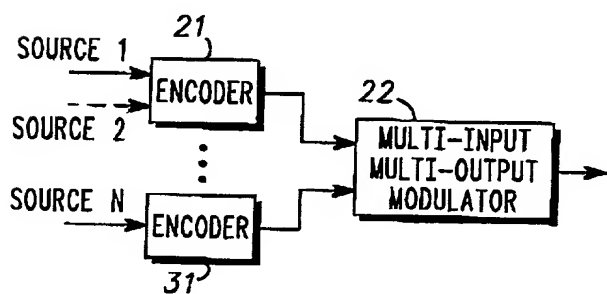 21
SOURCE 1
ENCODER
SOURCE 2
22
MULTI-INPUT
MULTI-OUTPUT
MODULATOR
SOURCE N
ENCODER
31